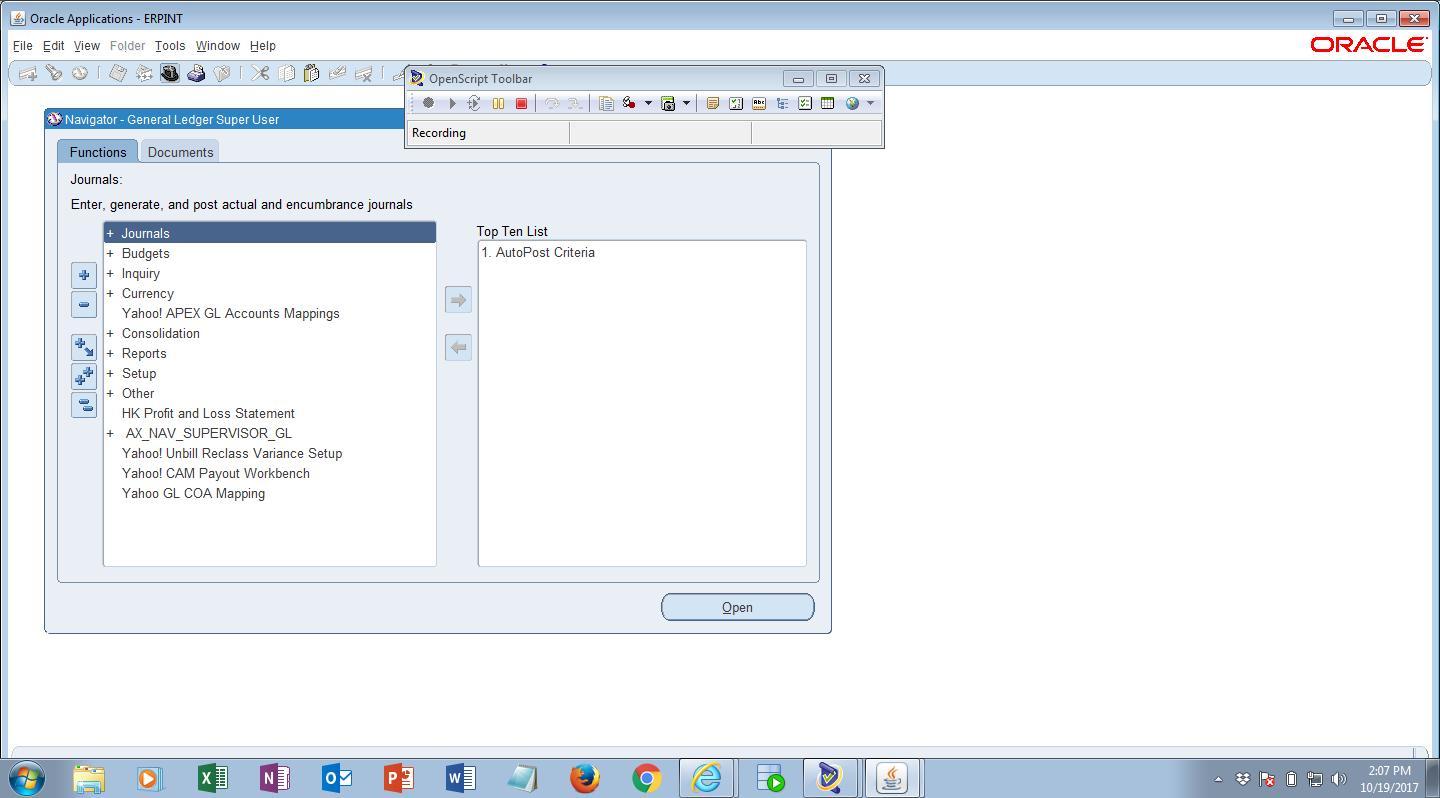 Oracle Applications - ERPINT
File Edit View Folder Tools Window Help
ORACLE
OpenScript Toolbar
Recording
Navigator - General Ledger Super User
Functions Documents
Journals:
Enter, generate, and post actual and encumbrance journals
+ Journals
+ Budgets
+ Inquiry
+ Currency
Yahoo! APEX GL Accounts Mappings
+ Consolidation
+ Reports
+ Setup
+ Other
HK Profit and Loss Statement
+ AX_NAV_SUPERVISOR_GL
Yahoo! Unbill Reclass Variance Setup
Yahoo! CAM Payout Workbench
Yahoo GL COA Mapping
Top Ten List
1. AutoPost Criteria
Open
2:07 PM
10/19/2017